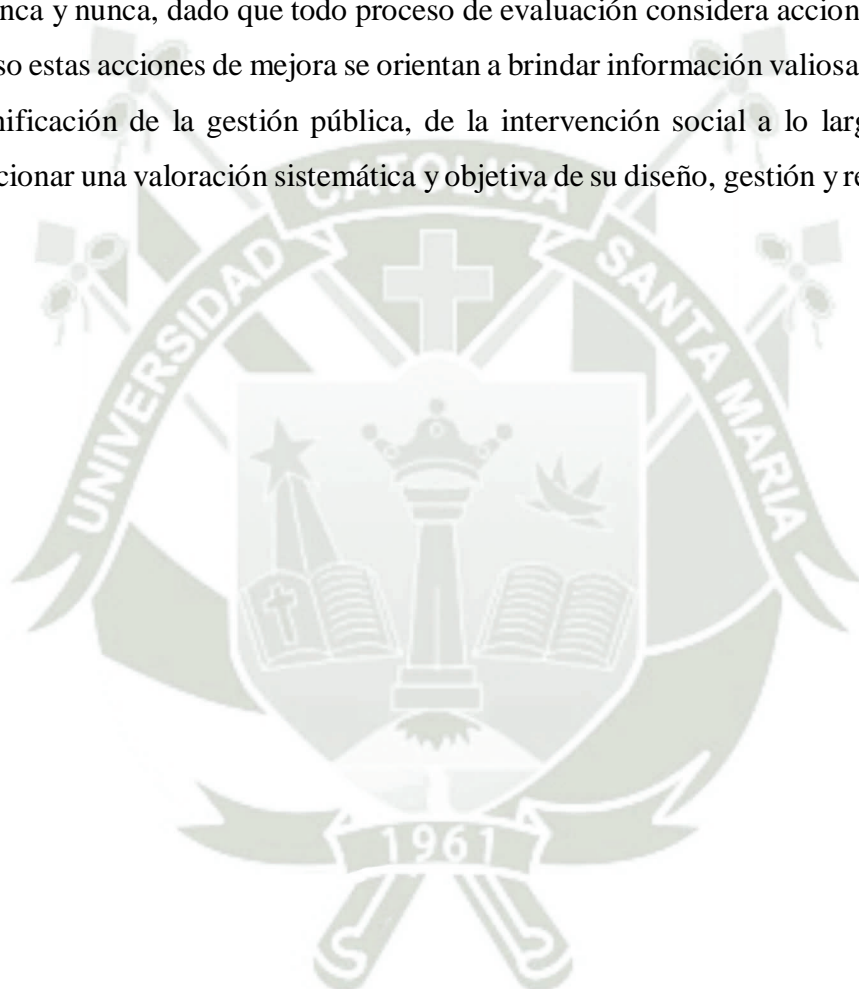 nca y nunca, dado que todo proceso de evaluación considera accion
so estas acciones de mejora se orientan a brindar información valiosa
nificación de la gestión pública, de la intervención social a lo larg
cionar una valoración sistemática y objetiva de su diseño, gestión y re
UNIVERSIDAD CATOLICA SANTA MARIA
1961